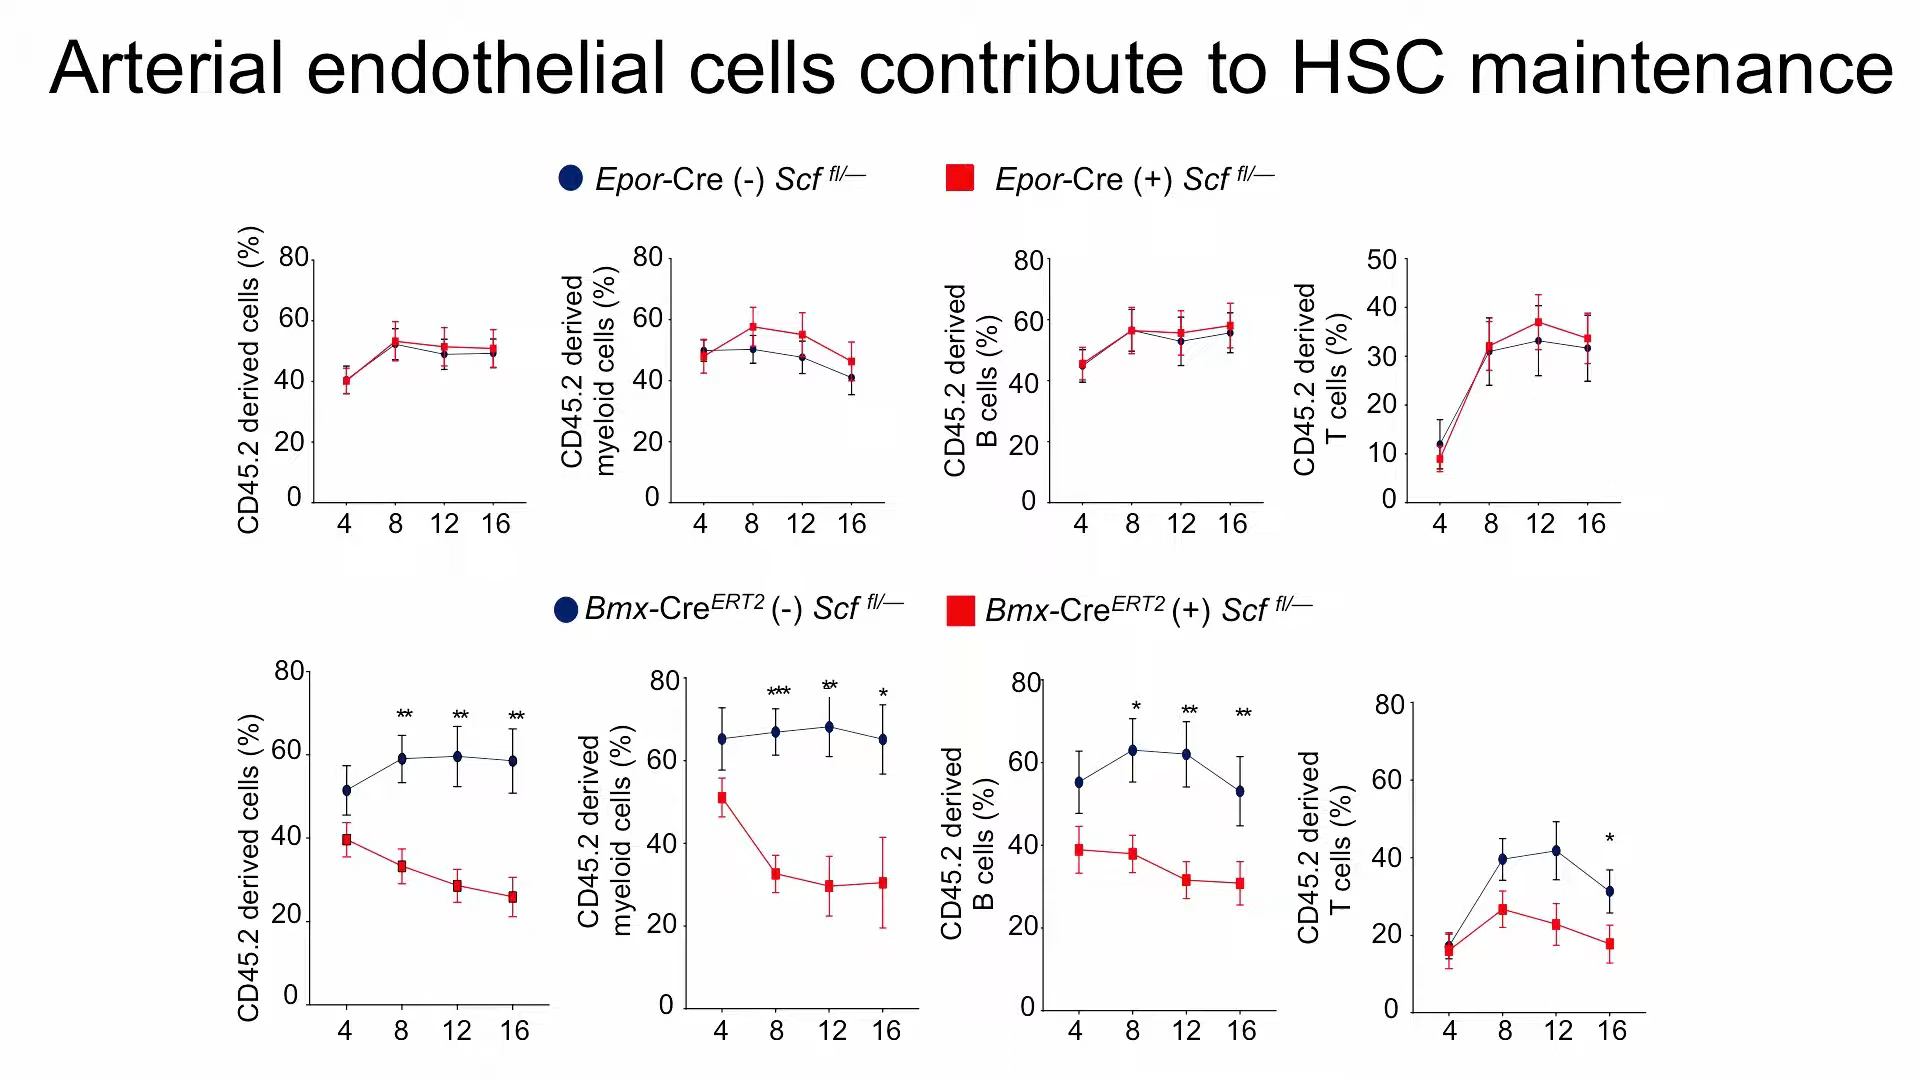 Arterial endothelial cells contribute to HSC maintenance
Epor-Cre (-) Scf fl/—
Epor-Cre (+) Scf fl/—
CD45.2 derived cells (%)
80
60
40
20
0
4 8 12 16
CD45.2 derived
myeloid cells (%)
80
60
40
20
0
4 8 12 16
CD45.2 derived
B cells (%)
80
60
40
20
0
4 8 12 16
CD45.2 derived
T cells (%)
50
40
30
20
10
0
4 8 12 16
Bmx-CreERT2 (-) Scf fl/—
Bmx-CreERT2 (+) Scf fl/—
CD45.2 derived cells (%)
80
60
40
20
0
** ** **
4 8 12 16
CD45.2 derived
myeloid cells (%)
80
60
40
20
0
*** ** *
4 8 12 16
CD45.2 derived
B cells (%)
80
60
40
20
0
* ** **
4 8 12 16
CD45.2 derived
T cells (%)
80
60
40
20
0
*
4 8 12 16